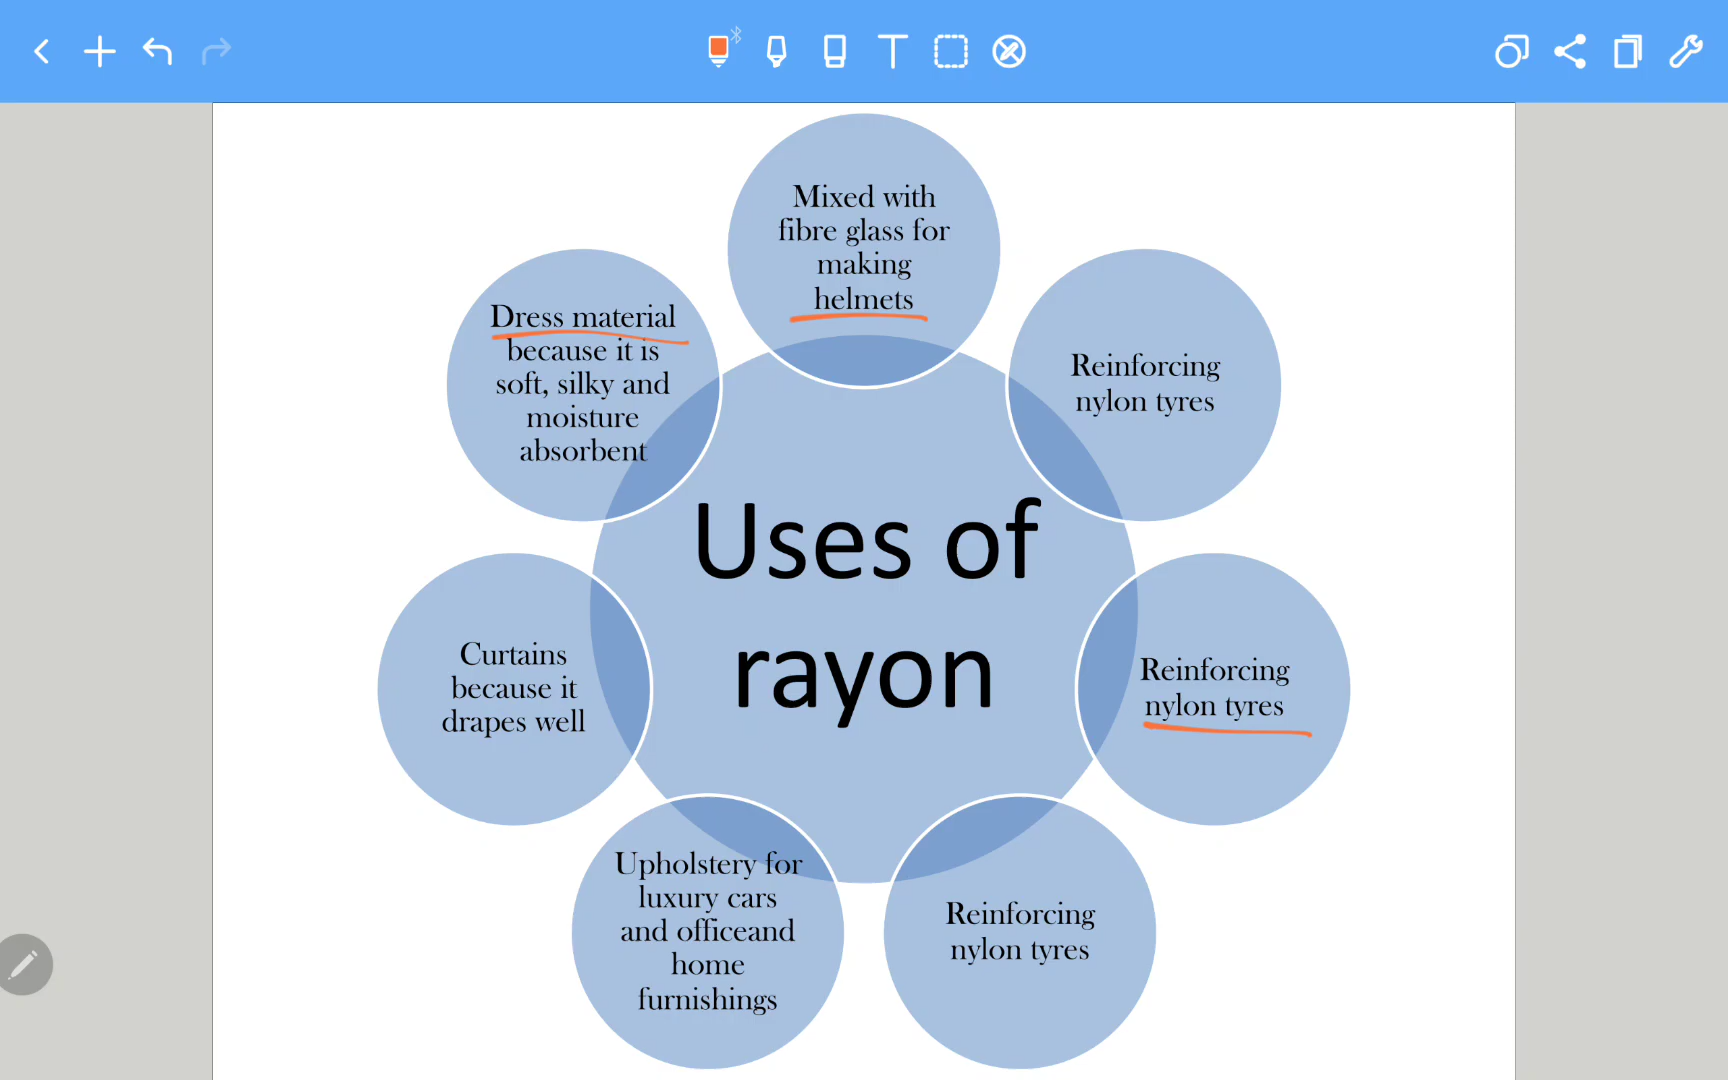 Mixed with
fibre glass for
making
helmets
Dress material
because it is
soft, silky and
moisture
absorbent
Reinforcing
nylon tyres
Uses of
rayon
Curtains
because it
drapes well
Reinforcing
nylon tyres
Upholstery for
luxury cars
and officeand
home
furnishings
Reinforcing
nylon tyres